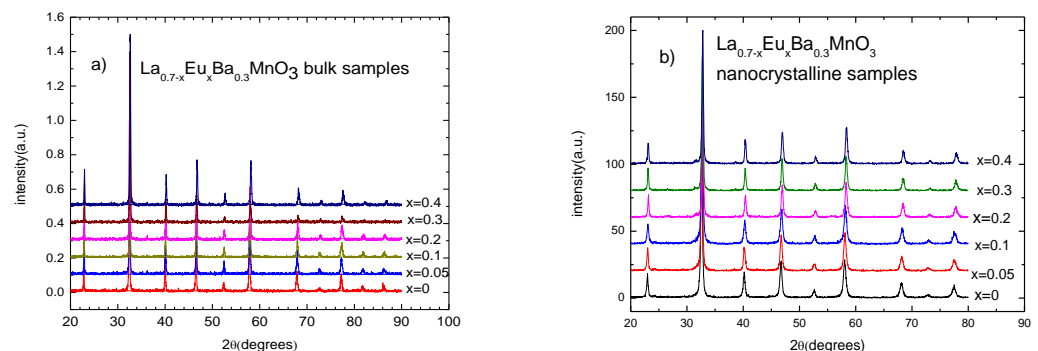 a)
La0.7-xEuxBa0.3MnO3 bulk samples
intensity(a.u.)
1.6
1.4
1.2
1.0
0.8
0.6
0.4
0.2
0.0
x=0.4
x=0.3
x=0.2
x=0.1
x=0.05
x=0
20 30 40 50 60 70 80 90 100
2θ(degrees)
b)
La0.7-xEuxBa0.3MnO3
nanocrystalline samples
intensity(a.u.)
200
150
100
50
0
x=0.4
x=0.3
x=0.2
x=0.1
x=0.05
x=0
20 30 40 50 60 70 80 90
2θ(degrees)